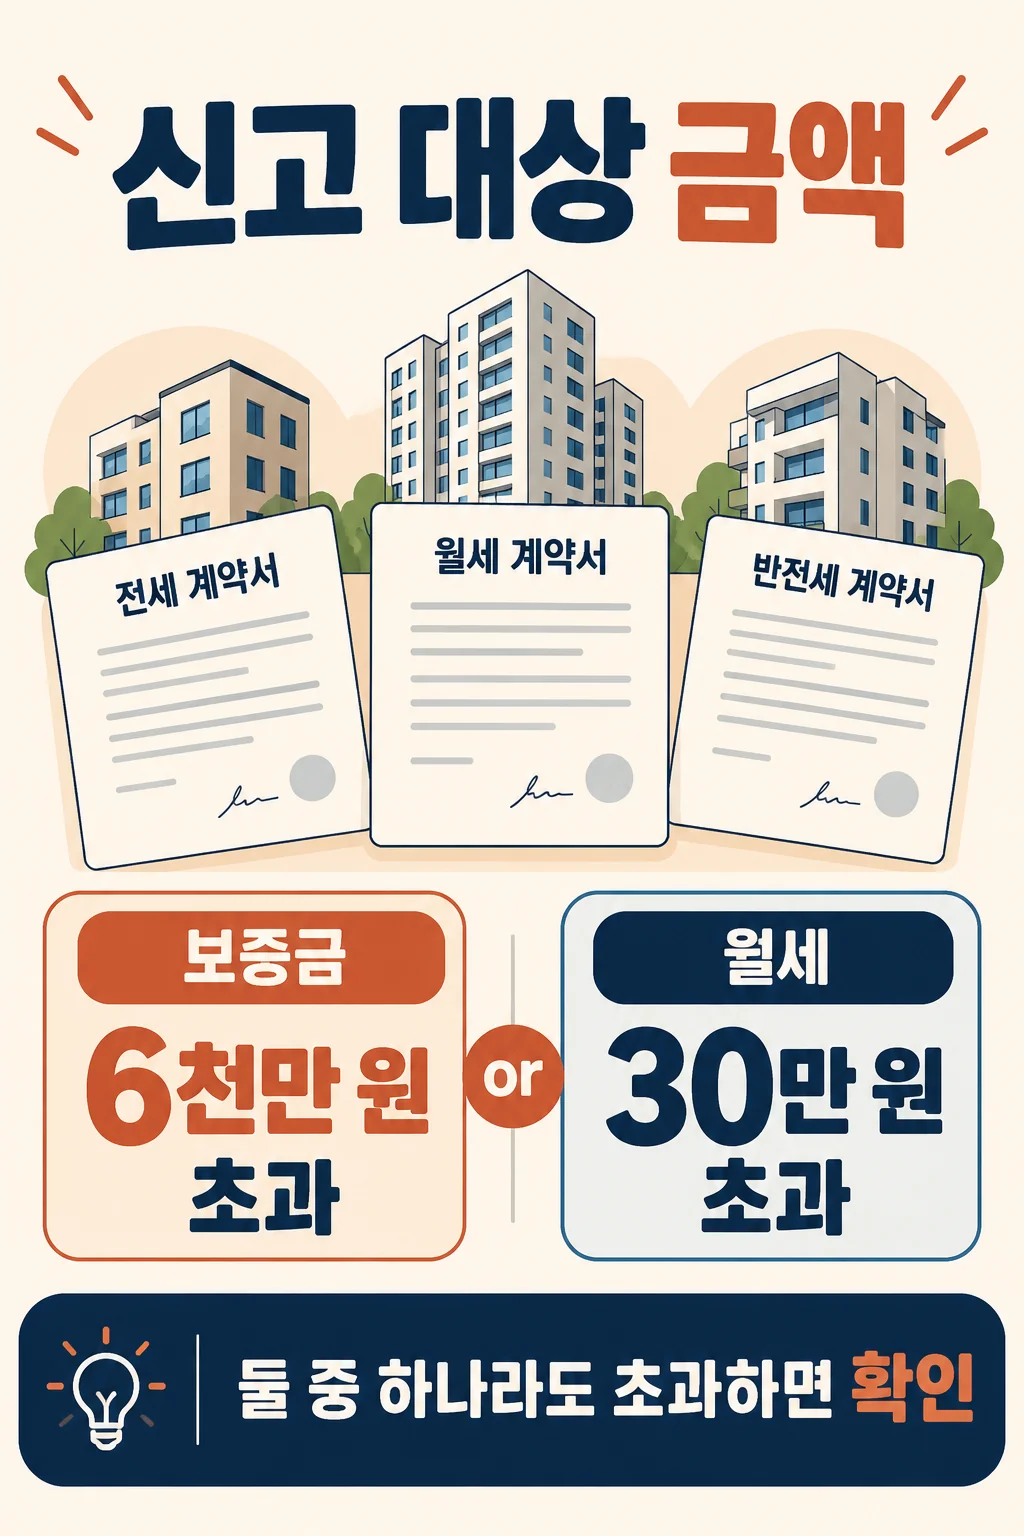 신고 대상 금액
전세 계약서
월세 계약서
반전세 계약서
보증금
6천만 원
초과
or
월세
30만 원
초과
둘 중 하나라도 초과하면 확인